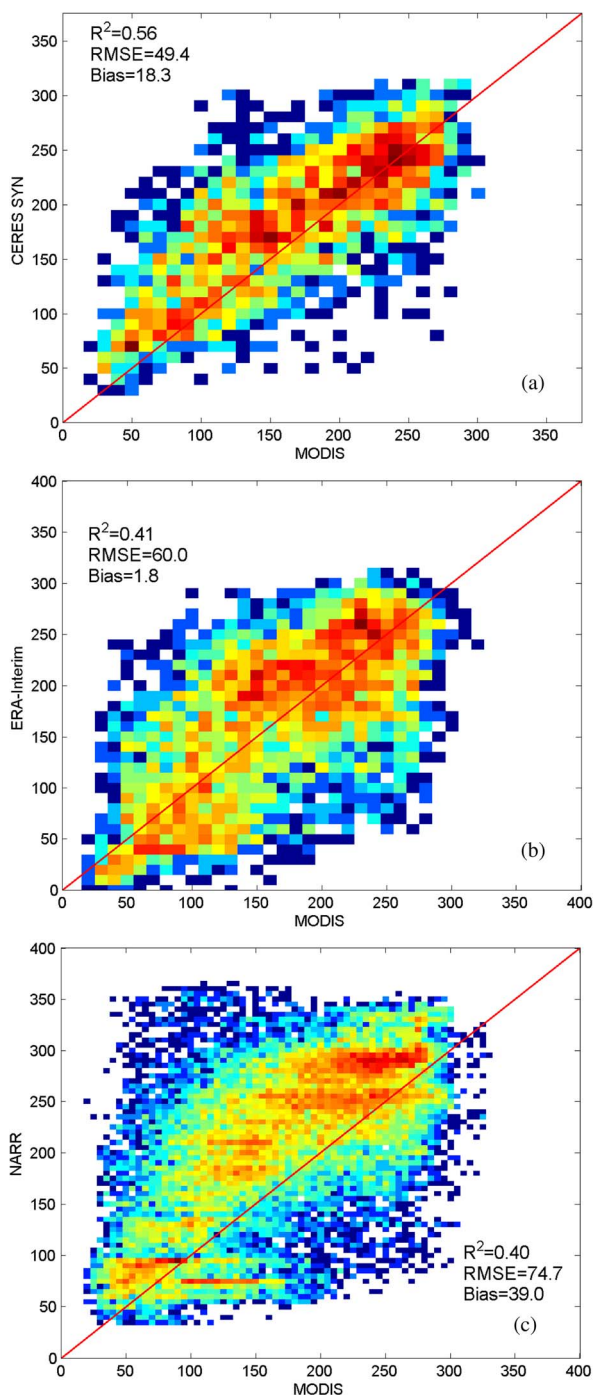 R²=0.56
RMSE=49.4
Bias=18.3
350
300
250
200
150
100
50
0
CERES SYN
(a)
0 50 100 150 200 250 300 350
MODIS
400
350
300
250
200
150
100
50
0
R²=0.41
RMSE=60.0
Bias=1.8
ERA-Interim
(b)
0 50 100 150 200 250 300 350 400
MODIS
400
350
300
250
200
150
100
50
0
NARR
R²=0.40
RMSE=74.7
Bias=39.0
(c)
0 50 100 150 200 250 300 350 400
MODIS